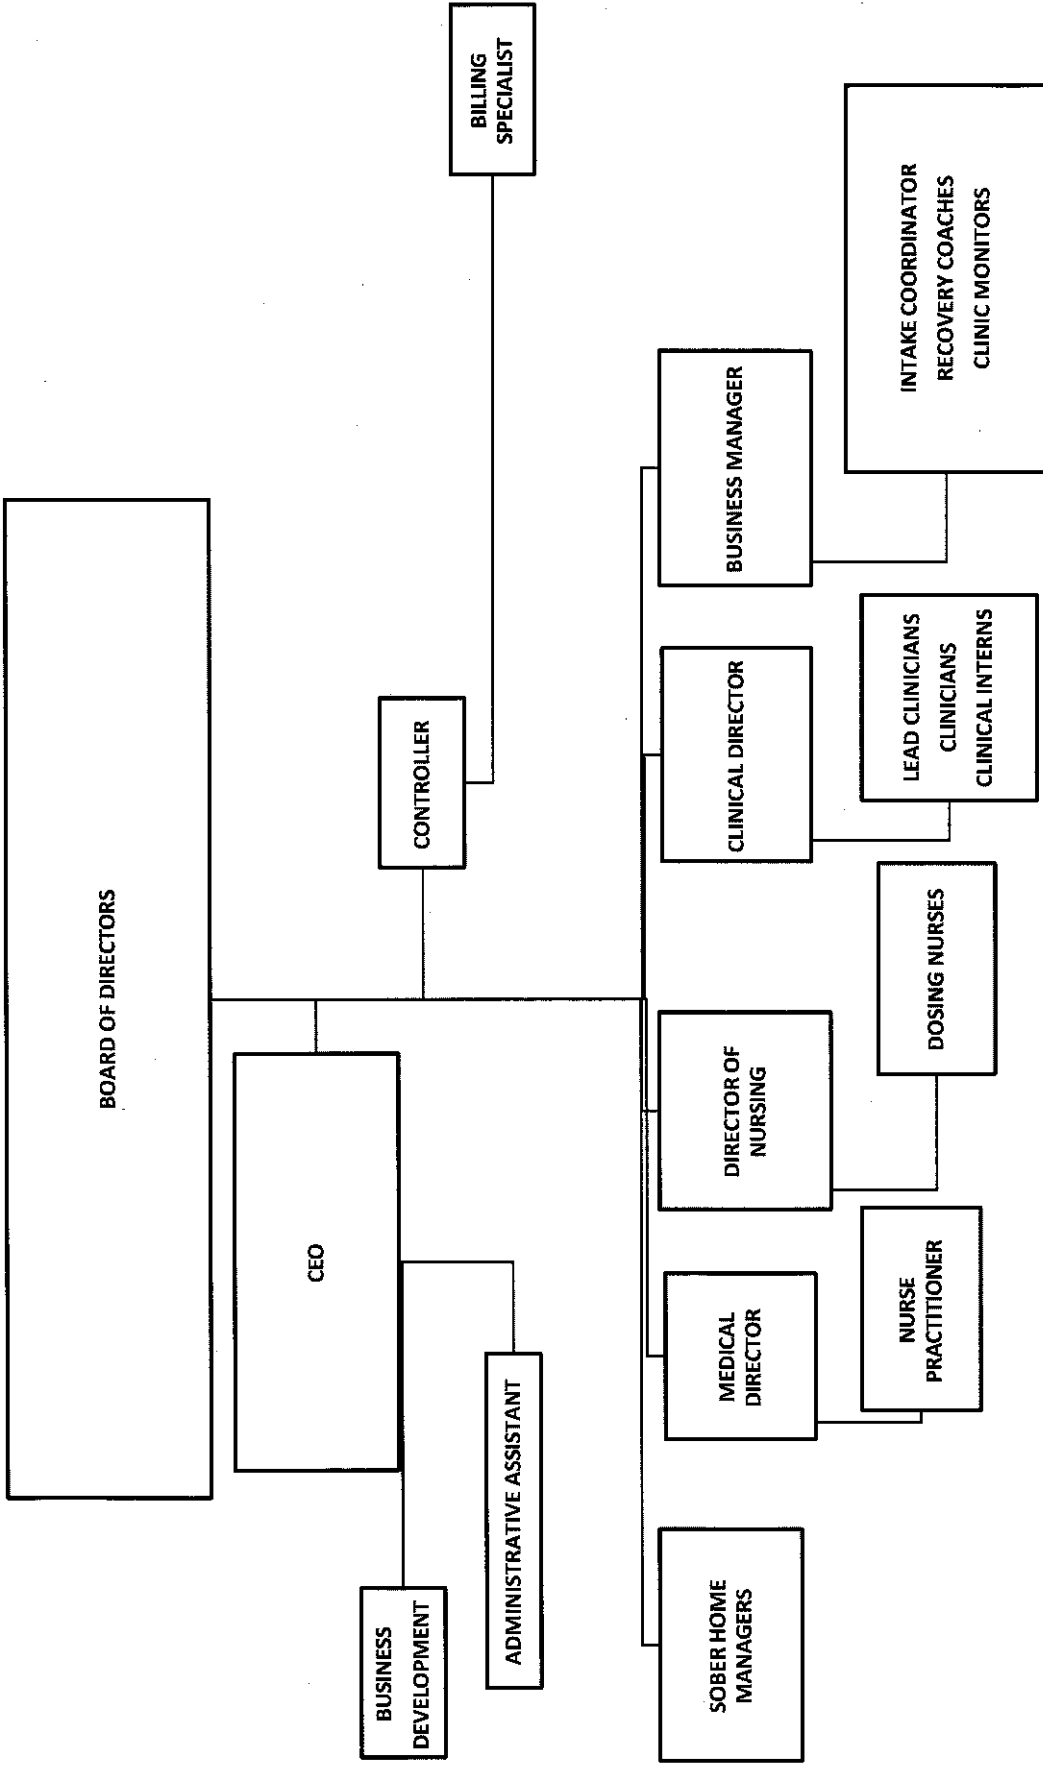 BOARD OF DIRECTORS
CEO
CONTROLLER
BUSINESS
DEVELOPMENT
BILLING
SPECIALIST
ADMINISTRATIVE ASSISTANT
SOBER HOME
MANAGERS
MEDICAL
DIRECTOR
DIRECTOR OF
NURSING
CLINICAL DIRECTOR
BUSINESS MANAGER
NURSE
PRACTITIONER
DOSING NURSES
LEAD CLINICIANS
CLINICIANS
CLINICAL INTERNS
INTAKE COORDINATOR
RECOVERY COACHES
CLINIC MONITORS